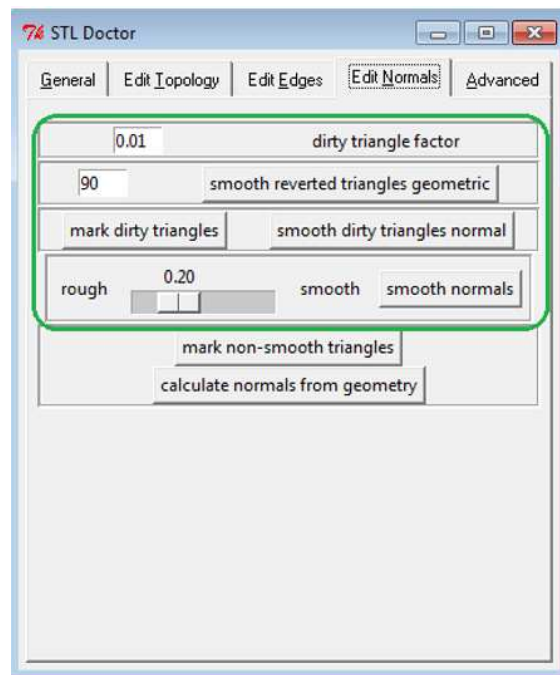 STL Doctor
General Edit Topology Edit Edges Edit Normals Advanced
0.01 dirty triangle factor
90 smooth reverted triangles geometric
mark dirty triangles smooth dirty triangles normal
0.20
rough smooth smooth normals
mark non-smooth triangles
calculate normals from geometry